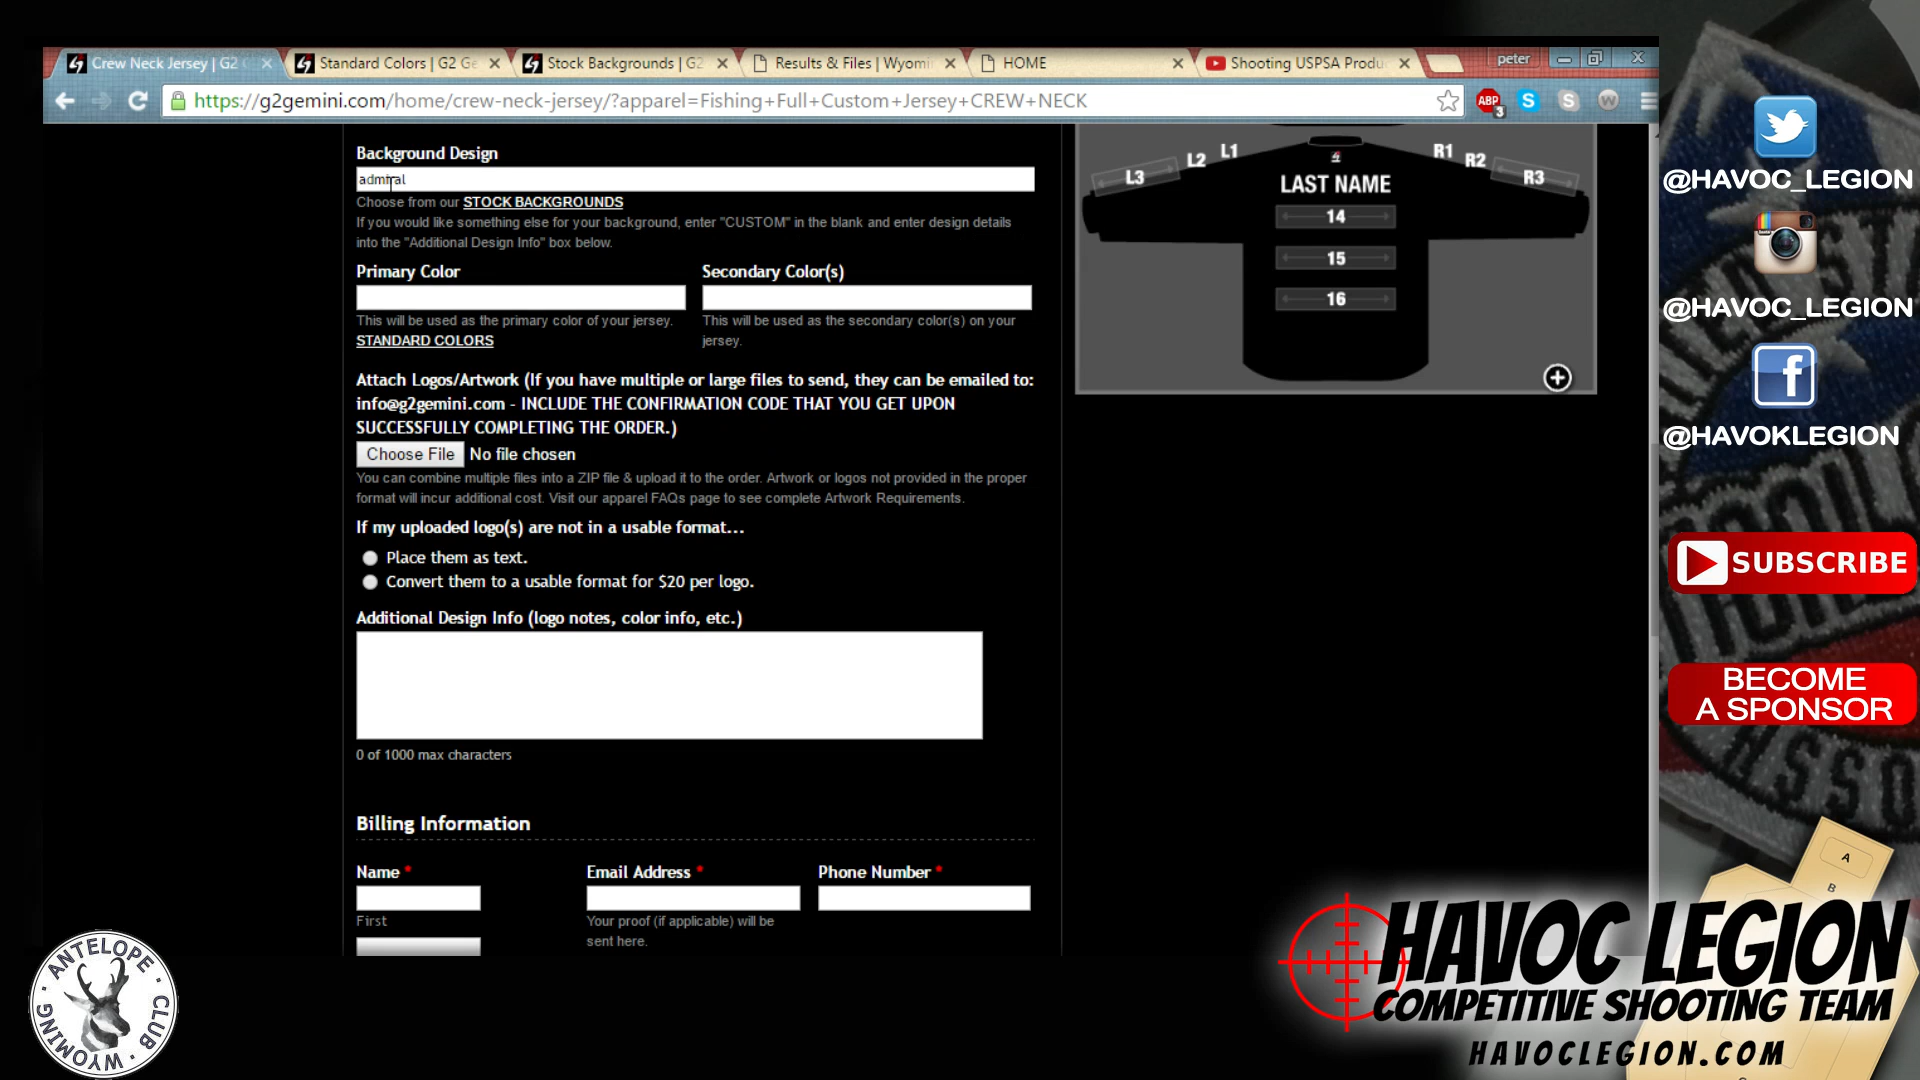 Crew Neck Jersey | G2 G
Standard Colors | G2 Ge
Stock Backgrounds | G2
Results & Files | Wyomi
HOME
Shooting USPSA Produ
peter
https://g2gemini.com/home/crew-neck-jersey/?apparel=Fishing+Full+Custom+Jersey+CREW+NECK
ABP
3
Background Design
admiral
Choose from our STOCK BACKGROUNDS
If you would like something else for your background, enter "CUSTOM" in the blank and enter design details
into the "Additional Design Info" box below.
Primary Color
Secondary Color(s)
This will be used as the primary color of your jersey.
STANDARD COLORS
This will be used as the secondary color(s) on your
jersey.
Attach Logos/Artwork (If you have multiple or large files to send, they can be emailed to:
info@g2gemini.com - INCLUDE THE CONFIRMATION CODE THAT YOU GET UPON
SUCCESSFULLY COMPLETING THE ORDER.)
Choose File No file chosen
You can combine multiple files into a ZIP file & upload it to the order. Artwork or logos not provided in the proper
format will incur additional cost. Visit our apparel FAQs page to see complete Artwork Requirements.
If my uploaded logo(s) are not in a usable format...
Place them as text.
Convert them to a usable format for $20 per logo.
Additional Design Info (logo notes, color info, etc.)
0 of 1000 max characters
Billing Information
Name *
Email Address *
Phone Number *
First
Your proof (if applicable) will be
sent here.
L3 L2 L1 R1 R2 R3
LAST NAME
14
15
16
@HAVOC_LEGION
@HAVOC_LEGION
@HAVOKLEGION
SUBSCRIBE
BECOME
A SPONSOR
A
B
HAVOC LEGION
COMPETITIVE SHOOTING TEAM
HAVOCLEGION.COM
ANTELOPE CLUB WYOMING